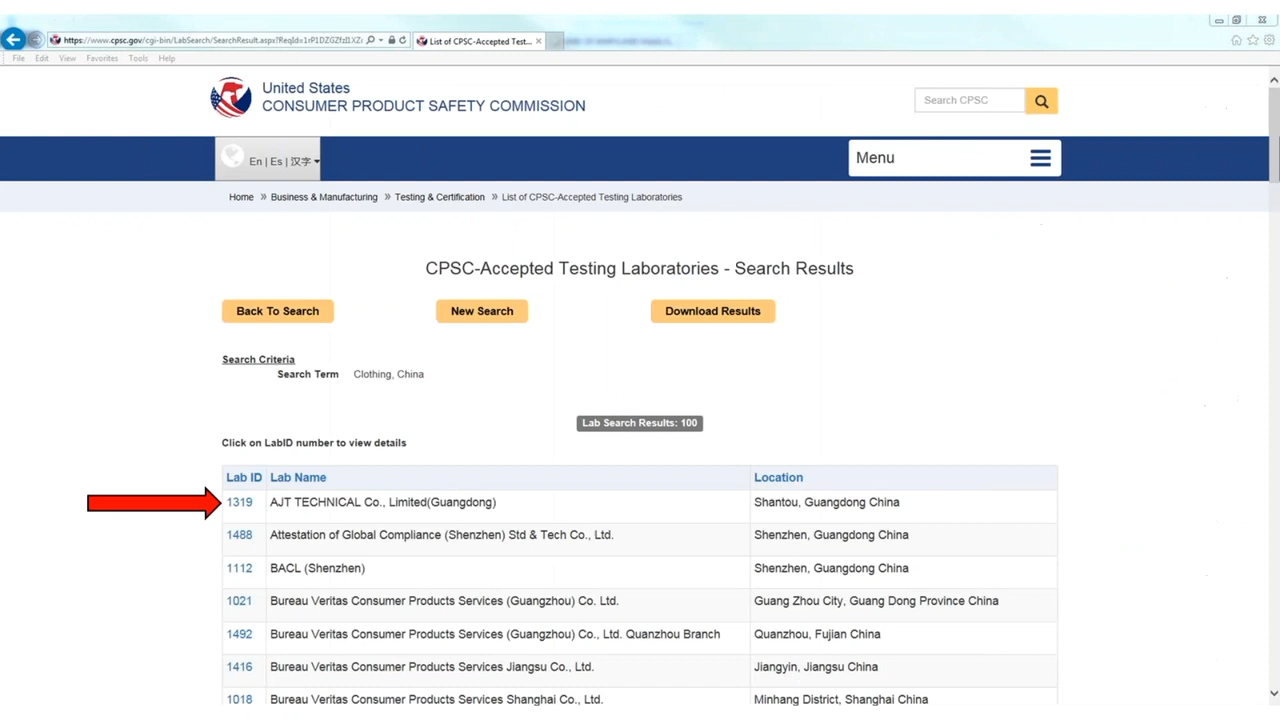 https://www.cpsc.gov/cgi-bin/LabSearch/SearchResult.aspx?ReqId=
List of CPSC-Accepted Test...
File Edit View Favorites Tools Help
United States
CONSUMER PRODUCT SAFETY COMMISSION
Search CPSC
En | Es | 汉字
Menu
Home » Business & Manufacturing » Testing & Certification » List of CPSC-Accepted Testing Laboratories
CPSC-Accepted Testing Laboratories - Search Results
Back To Search New Search Download Results
Search Criteria
Search Term Clothing, China
Lab Search Results: 100
Click on LabID number to view details
Lab ID Lab Name Location
1319 AJT TECHNICAL Co., Limited(Guangdong) Shantou, Guangdong China
1488 Attestation of Global Compliance (Shenzhen) Std & Tech Co., Ltd. Shenzhen, Guangdong China
1112 BACL (Shenzhen) Shenzhen, Guangdong China
1021 Bureau Veritas Consumer Products Services (Guangzhou) Co. Ltd. Guang Zhou City, Guang Dong Province China
1492 Bureau Veritas Consumer Products Services (Guangzhou) Co., Ltd. Quanzhou Branch Quanzhou, Fujian China
1416 Bureau Veritas Consumer Products Services Jiangsu Co., Ltd. Jiangyin, Jiangsu China
1018 Bureau Veritas Consumer Products Services Shanghai Co., Ltd. Minhang District, Shanghai China